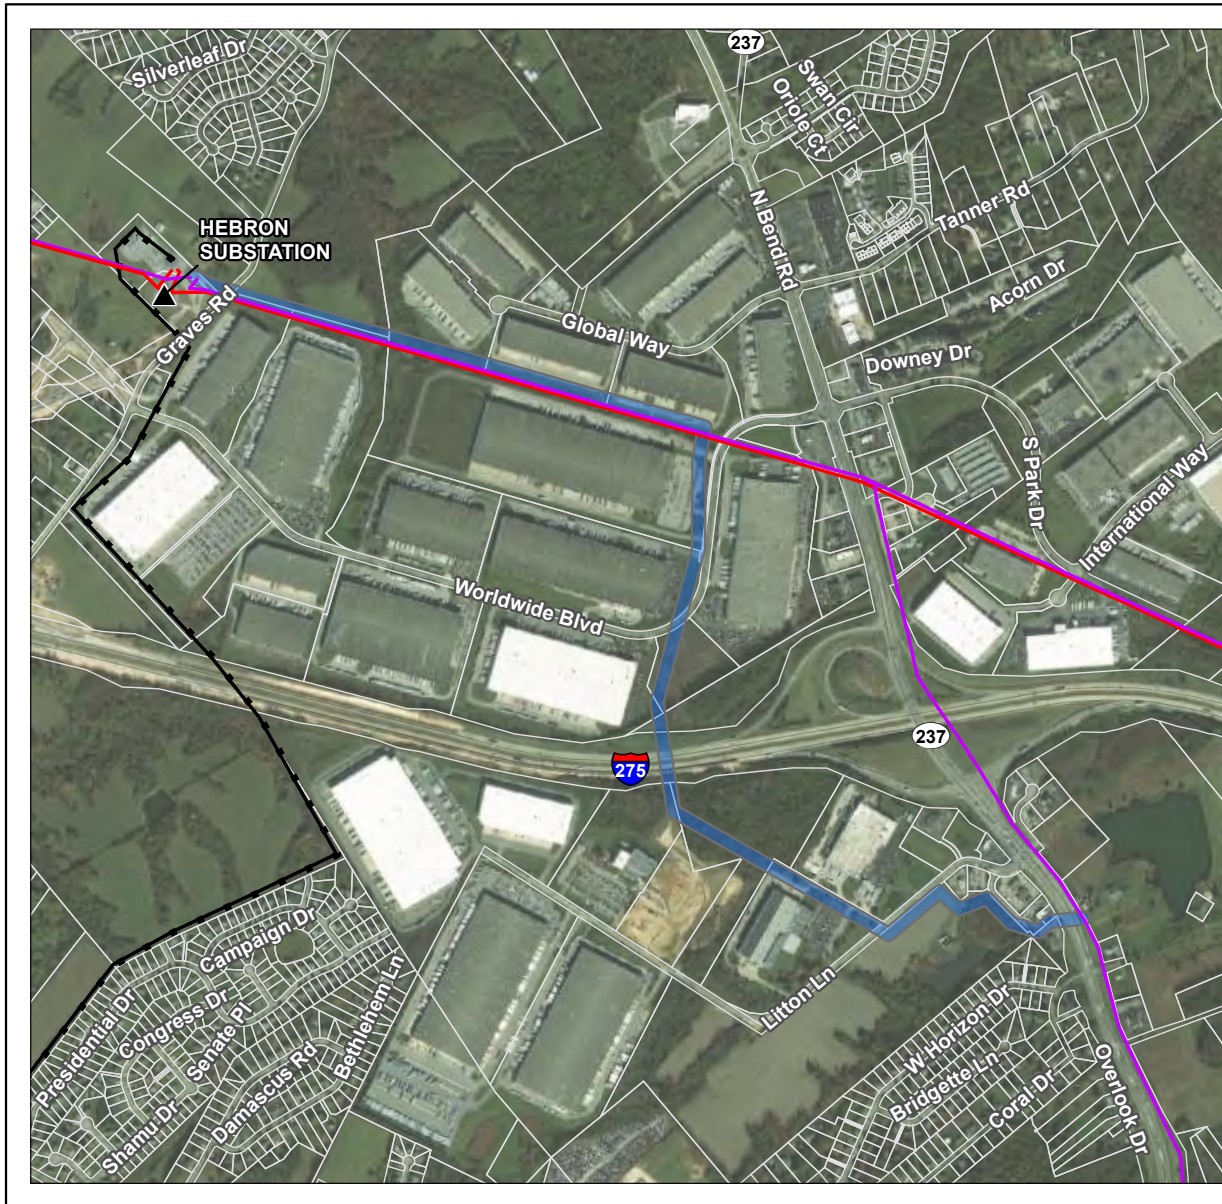 237
Silverleaf Dr
Swan Cir
Oriole Ct
N Bend Rd
Tanner Rd
HEBRON
SUBSTATION
Acorn Dr
Graves Rd
Global Way
Downey Dr
S Park Dr
International Way
Worldwide Blvd
237
275
Campaign Dr
Litton Ln
Presidential Dr
Congress Dr
Senate Pl
Bethlehem Ln
W Horizon Dr
Bridgette Ln
Coral Dr
Overlook Dr
Damascus Rd
Shamu Dr